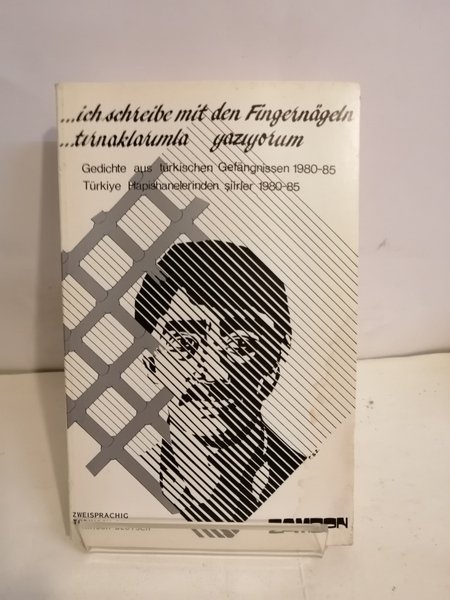 ...ich schreibe mit den Fingernägeln
...tırnaklarımla yazıyorum
Gedichte aus türkischen Gefängnissen 1980-85
Türkiye Hapishanelerinden şiirler 1980-85
ZWEISPRACHIG